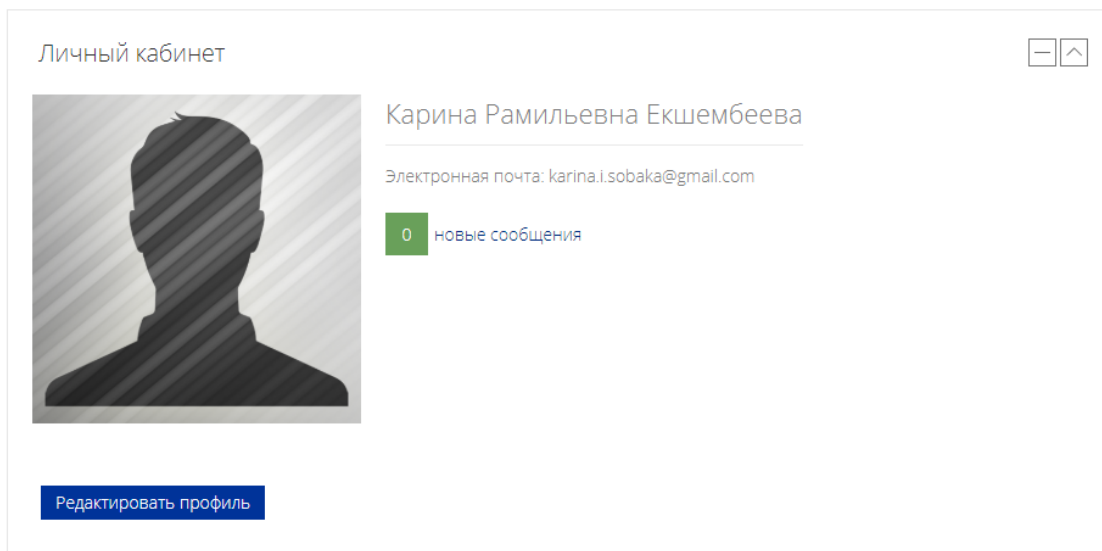 Личный кабинет
Карина Рамильевна Екшембеева
Электронная почта: karina.i.sobaka@gmail.com
0 новые сообщения
Редактировать профиль